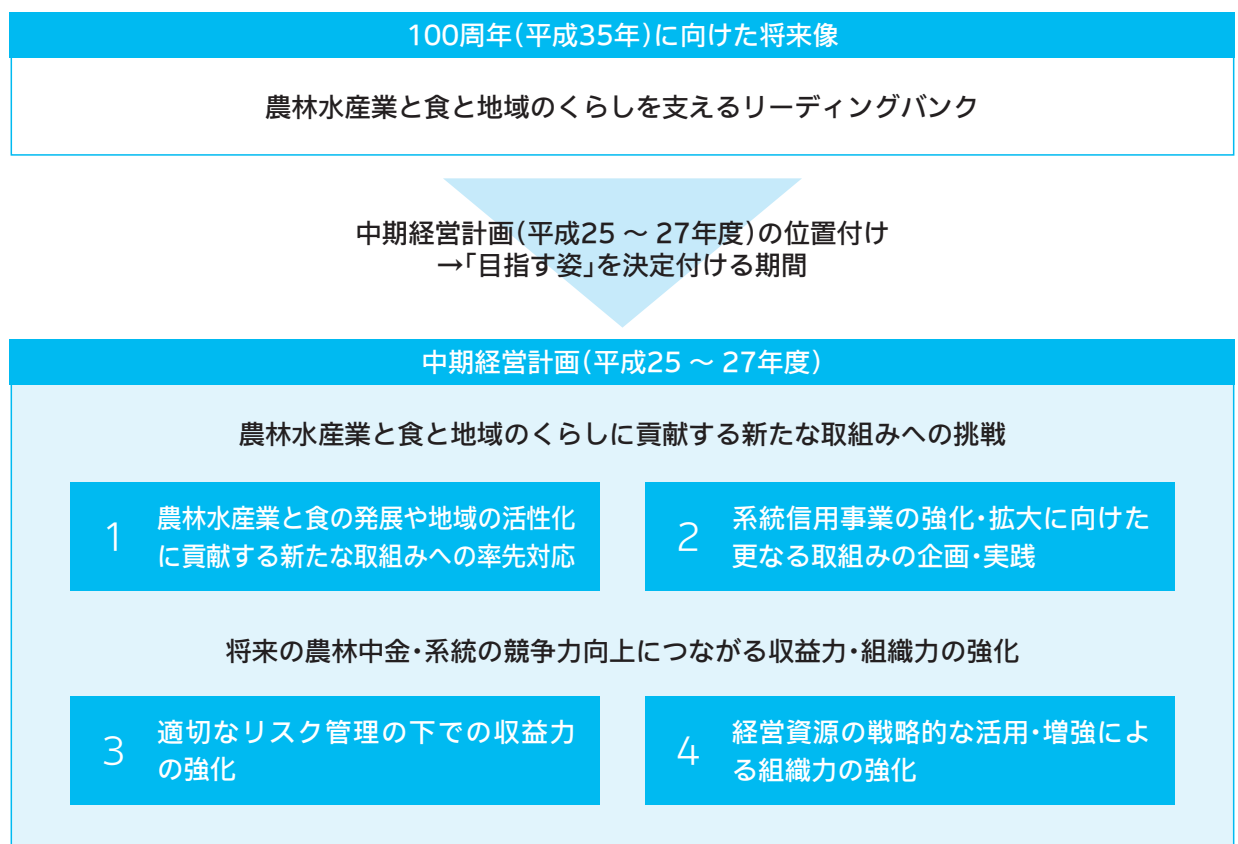 100周年(平成35年)に向けた将来像
農林水産業と食と地域のくらしを支えるリーディングバンク
中期経営計画(平成25 ～ 27年度)の位置付け
→「目指す姿」を決定付ける期間
中期経営計画(平成25 ～ 27年度)
農林水産業と食と地域のくらしに貢献する新たな取組みへの挑戦
1
農林水産業と食の発展や地域の活性化
に貢献する新たな取組みへの率先対応
2
系統信用事業の強化・拡大に向けた
更なる取組みの企画・実践
将来の農林中金・系統の競争力向上につながる収益力・組織力の強化
3
適切なリスク管理の下での収益力
の強化
4
経営資源の戦略的な活用・増強によ
る組織力の強化